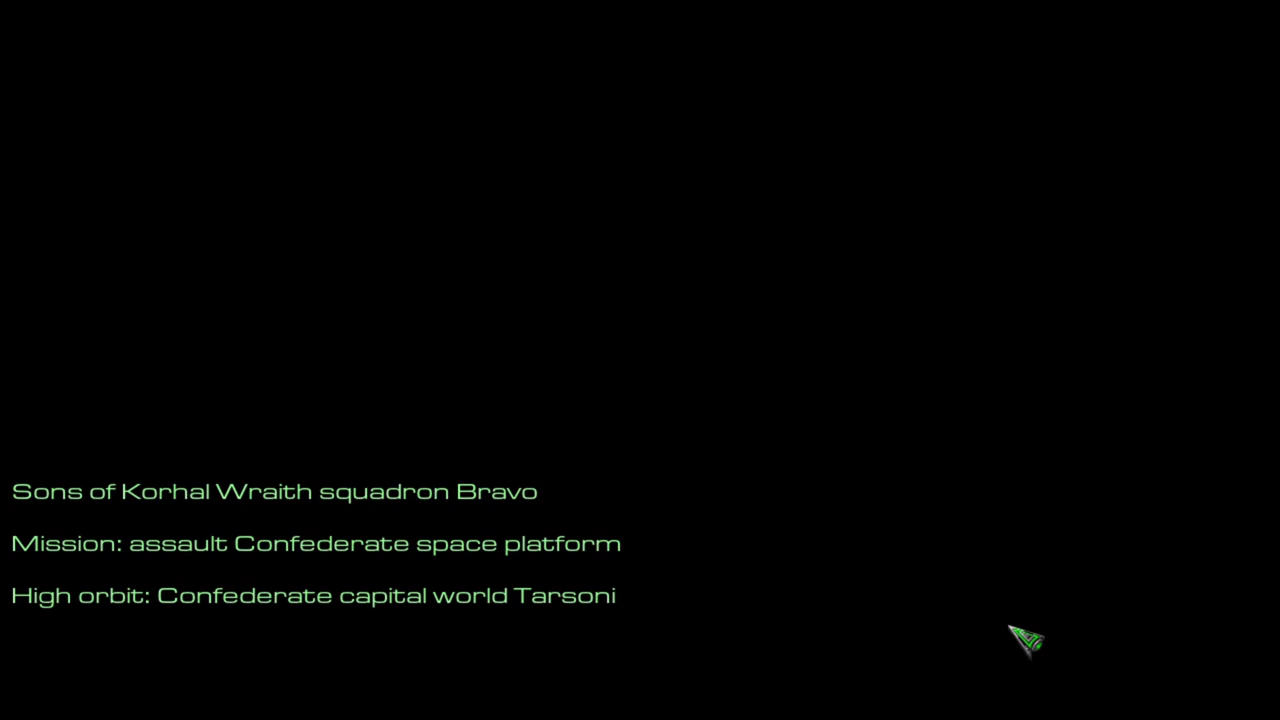 Sons of Korhal Wraith squadron Bravo
Mission: assault Confederate space platform
High orbit: Confederate capital world Tarsoni